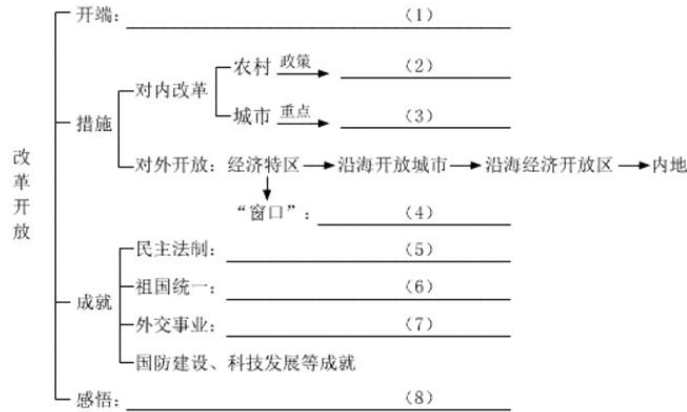 改革开放
开端：（1）
措施
对内改革
农村 政策 （2）
城市 重点 （3）
对外开放：经济特区 沿海开放城市 沿海经济开放区 内地
“窗口”：（4）
成就
民主法制：（5）
祖国统一：（6）
外交事业：（7）
国防建设、科技发展等成就
感悟：（8）